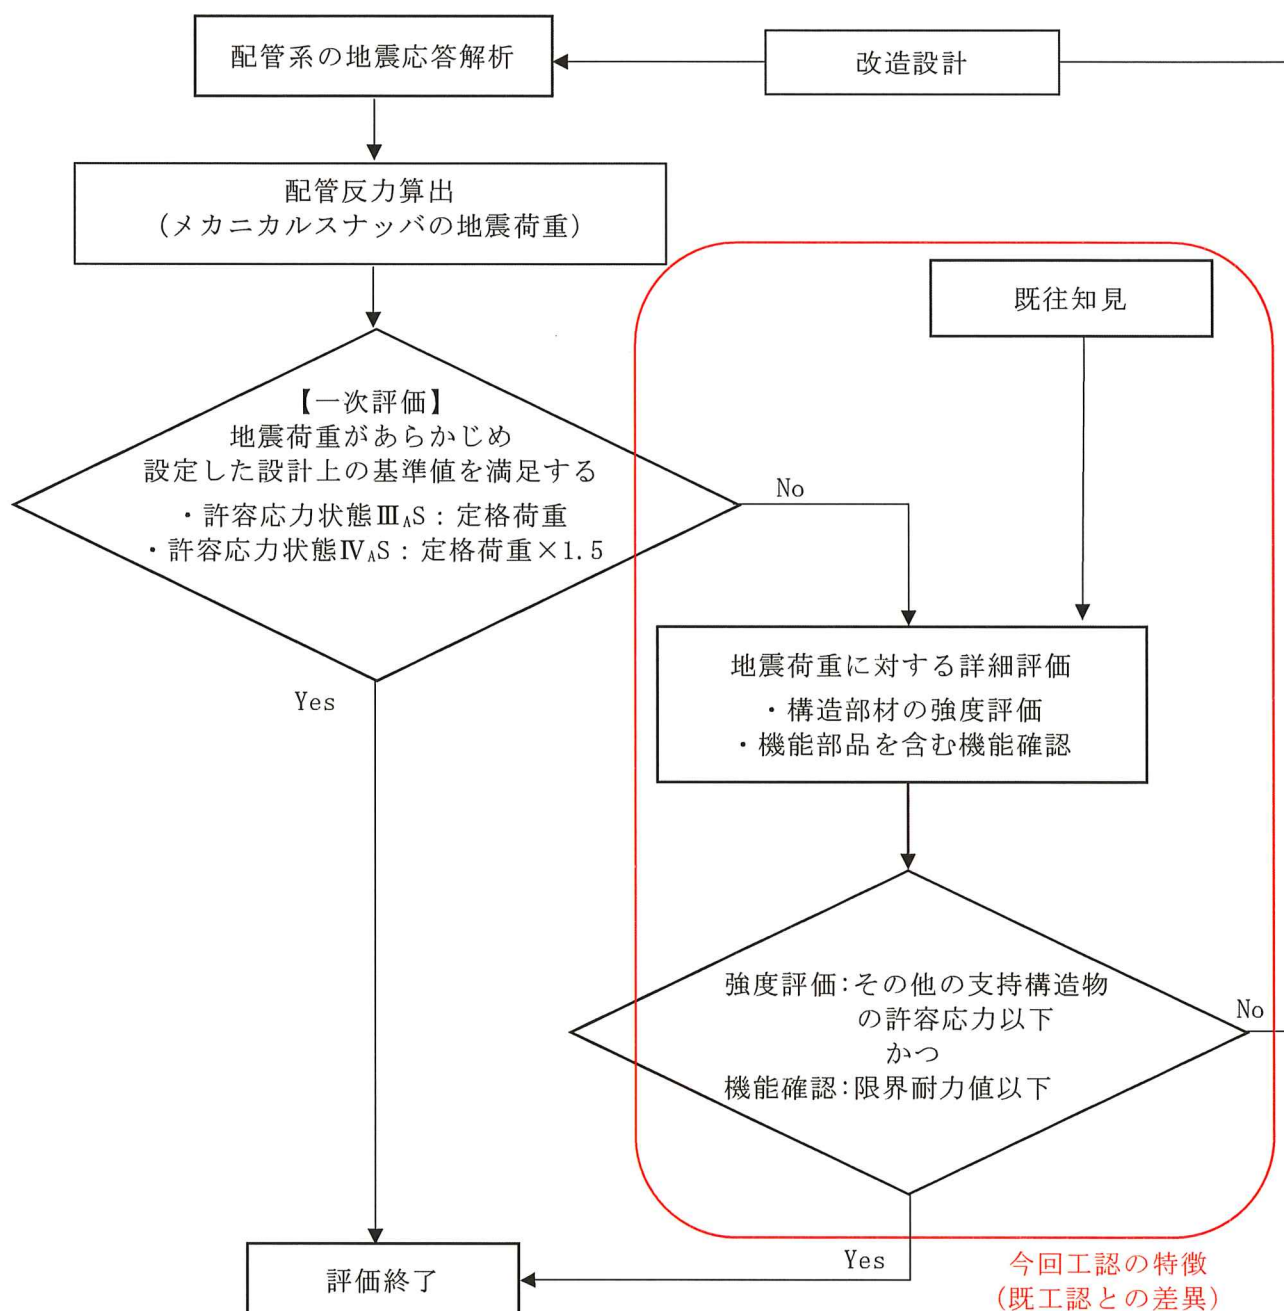 配管系の地震応答解析
改造設計
配管反力算出
(メカニカルスナッバの地震荷重)
既往知見
【一次評価】
地震荷重があらかじめ
設定した設計上の基準値を満足する
・許容応力状態ⅢAS：定格荷重
・許容応力状態ⅣAS：定格荷重×1.5
No
Yes
地震荷重に対する詳細評価
・構造部材の強度評価
・機能部品を含む機能確認
強度評価：その他の支持構造物
の許容応力以下
かつ
機能確認：限界耐力値以下
No
Yes
評価終了
今回工認の特徴
(既工認との差異)